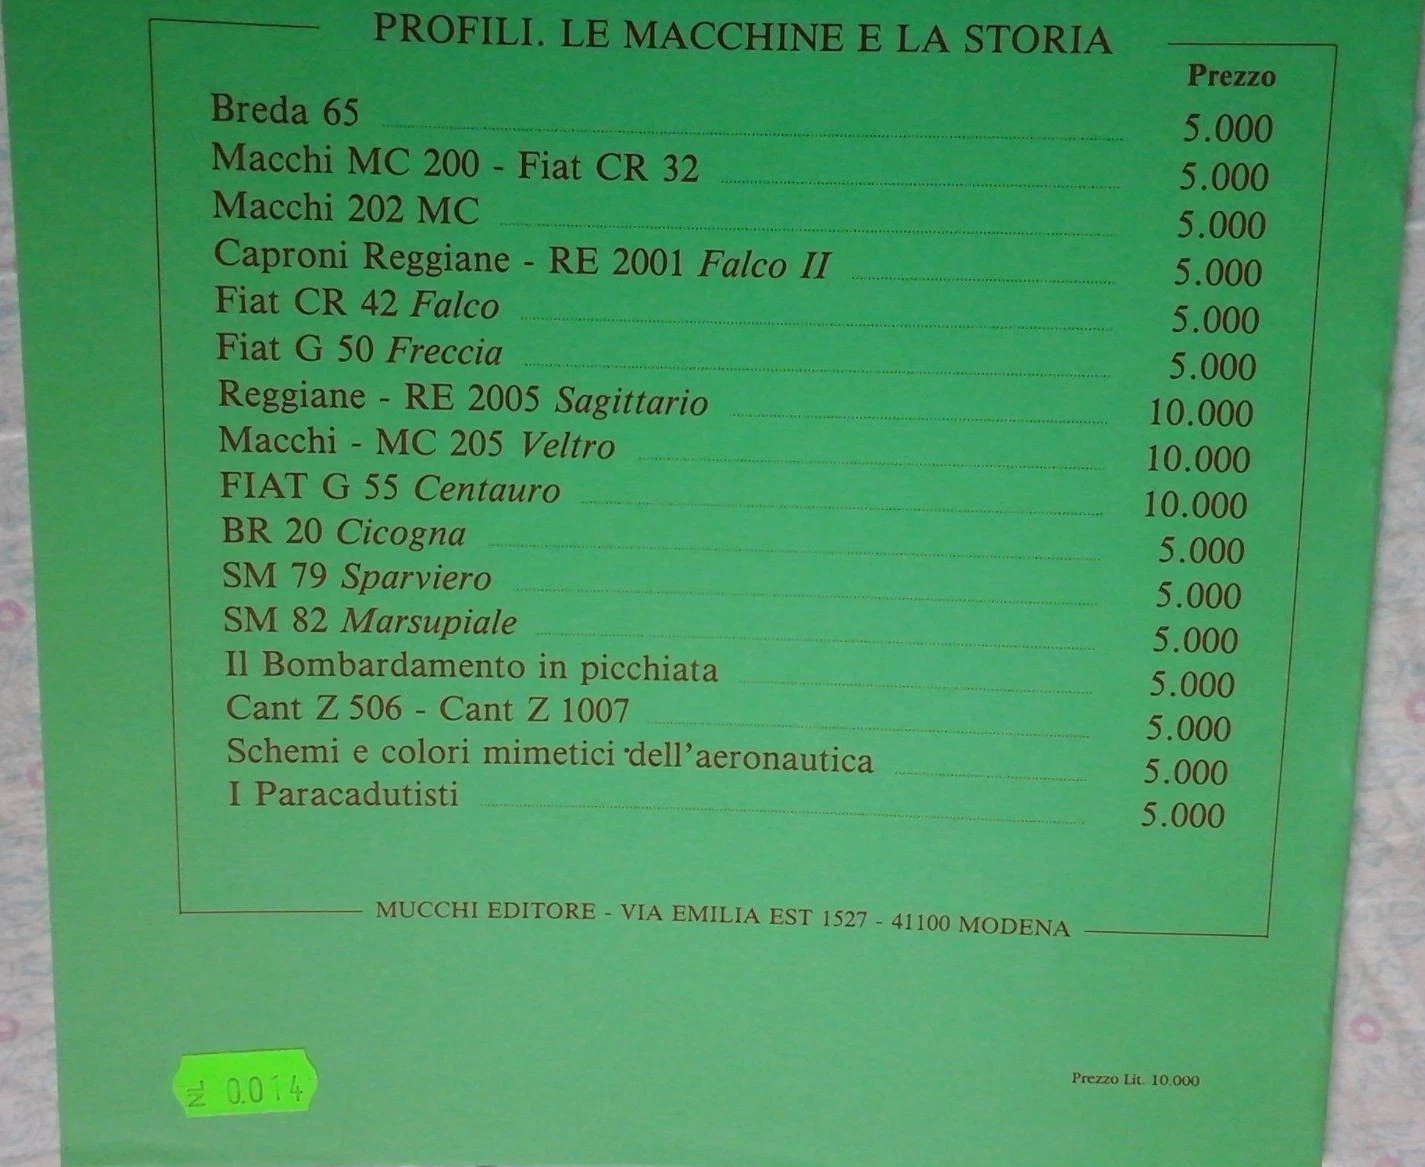 PROFILI. LE MACCHINE E LA STORIA
Prezzo
Breda 65 5.000
Macchi MC 200 - Fiat CR 32 5.000
Macchi 202 MC 5.000
Caproni Reggiane - RE 2001 Falco II 5.000
Fiat CR 42 Falco 5.000
Fiat G 50 Freccia 5.000
Reggiane - RE 2005 Sagittario 10.000
Macchi - MC 205 Veltro 10.000
FIAT G 55 Centauro 10.000
BR 20 Cicogna 5.000
SM 79 Sparviero 5.000
SM 82 Marsupiale 5.000
Il Bombardamento in picchiata 5.000
Cant Z 506 - Cant Z 1007 5.000
Schemi e colori mimetici dell'aeronautica 5.000
I Paracadutisti 5.000
MUCCHI EDITORE - VIA EMILIA EST 1527 - 41100 MODENA
Prezzo Lit. 10.000